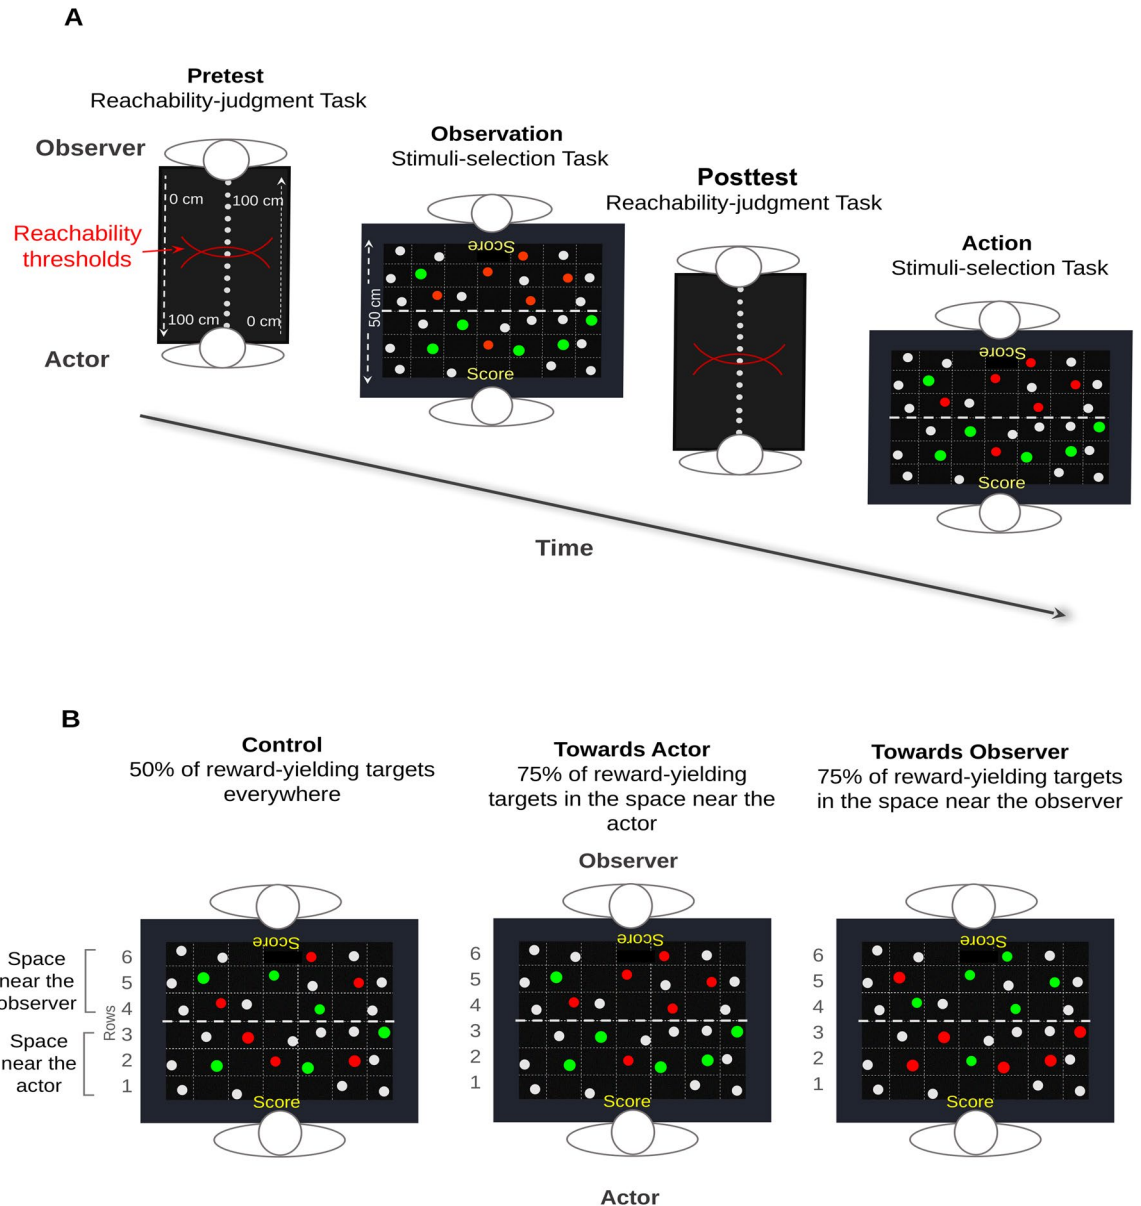 A
Pretest
Reachability-judgment Task
Observer
Observation
Stimuli-selection Task
Posttest
Reachability-judgment Task
Action
Stimuli-selection Task
0 cm
100 cm
Reachability
thresholds
100 cm
0 cm
Actor
Score
50 cm
Score
Score
Score
Time
B
Control
50% of reward-yielding targets
everywhere
Towards Actor
75% of reward-yielding
targets in the space near the
actor
Towards Observer
75% of reward-yielding targets
in the space near the observer
Observer
Space
near the
observer
Space
near the
actor
Rows
6
5
4
3
2
1
Score
Score
6
5
4
3
2
1
Score
Score
6
5
4
3
2
1
Score
Score
Actor